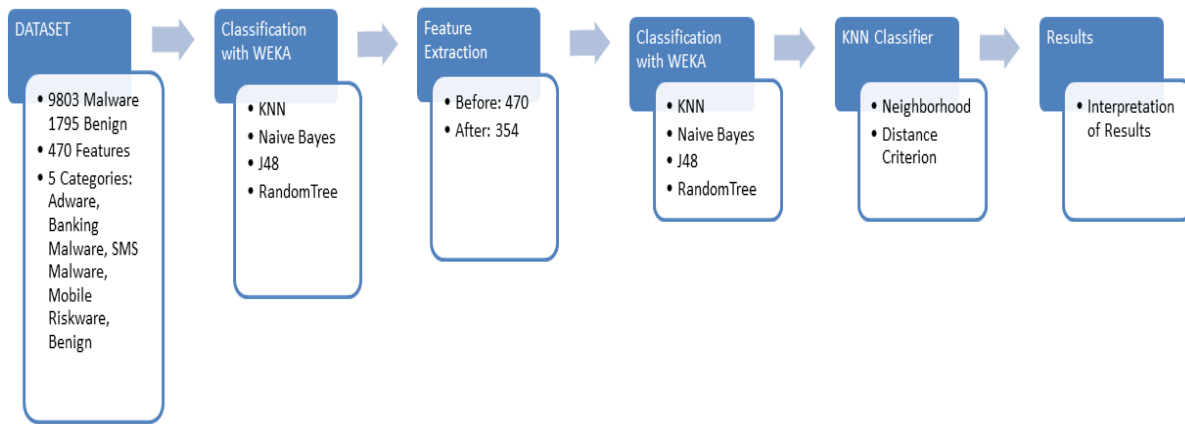 DATASET
• 9803 Malware
1795 Benign
• 470 Features
• 5 Categories:
Adware,
Banking
Malware, SMS
Malware,
Mobile
Riskware,
Benign
Classification
with WEKA
• KNN
• Naive Bayes
• J48
• RandomTree
Feature
Extraction
• Before: 470
• After: 354
Classification
with WEKA
• KNN
• Naive Bayes
• J48
• RandomTree
KNN Classifier
• Neighborhood
• Distance
Criterion
Results
• Interpretation
of Results